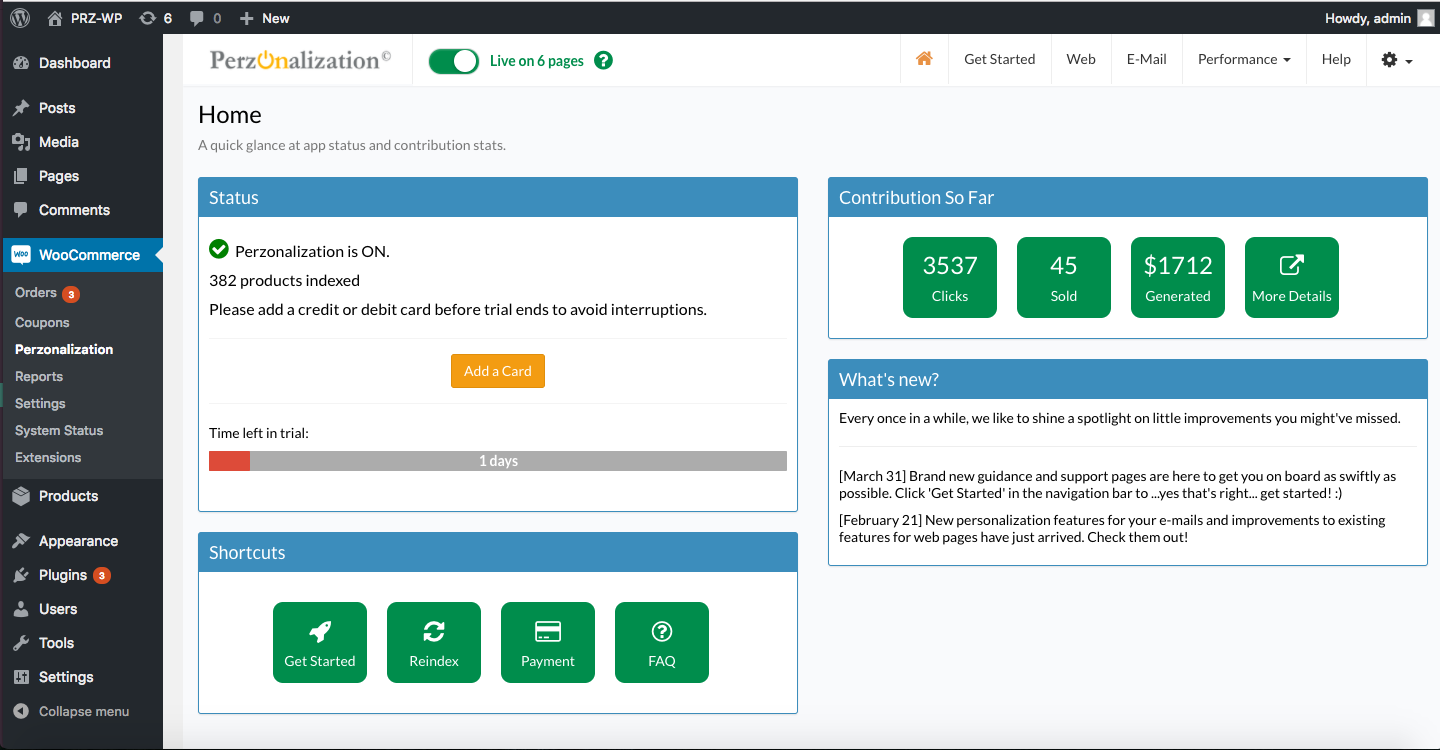 PRZ-WP 6 0 New Howdy, admin
Dashboard
Posts
Media
Pages
Comments
WooCommerce
Orders 3
Coupons
Perzonalization
Reports
Settings
System Status
Extensions
Products
Appearance
Plugins 3
Users
Tools
Settings
Collapse menu
PerzOnalization© Live on 6 pages ? Get Started Web E-Mail Performance Help
Home
A quick glance at app status and contribution stats.
Status
Perzonalization is ON.
382 products indexed
Please add a credit or debit card before trial ends to avoid interruptions.
Add a Card
Time left in trial:
1 days
Shortcuts
Get Started Reindex Payment FAQ
Contribution So Far
3537 45 $1712
Clicks Sold Generated More Details
What's new?
Every once in a while, we like to shine a spotlight on little improvements you might've missed.
[March 31] Brand new guidance and support pages are here to get you on board as swiftly as
possible. Click 'Get Started' in the navigation bar to ...yes that's right... get started! :)
[February 21] New personalization features for your e-mails and improvements to existing
features for web pages have just arrived. Check them out!